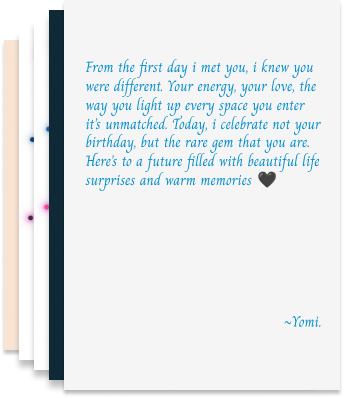 From the first day i met you, i knew you
were different. Your energy, your love, the
way you light up every space you enter
it's unmatched. Today, i celebrate not your
birthday, but the rare gem that you are.
Here's to a future filled with beautiful life
surprises and warm memories 🖤
~Yomi.